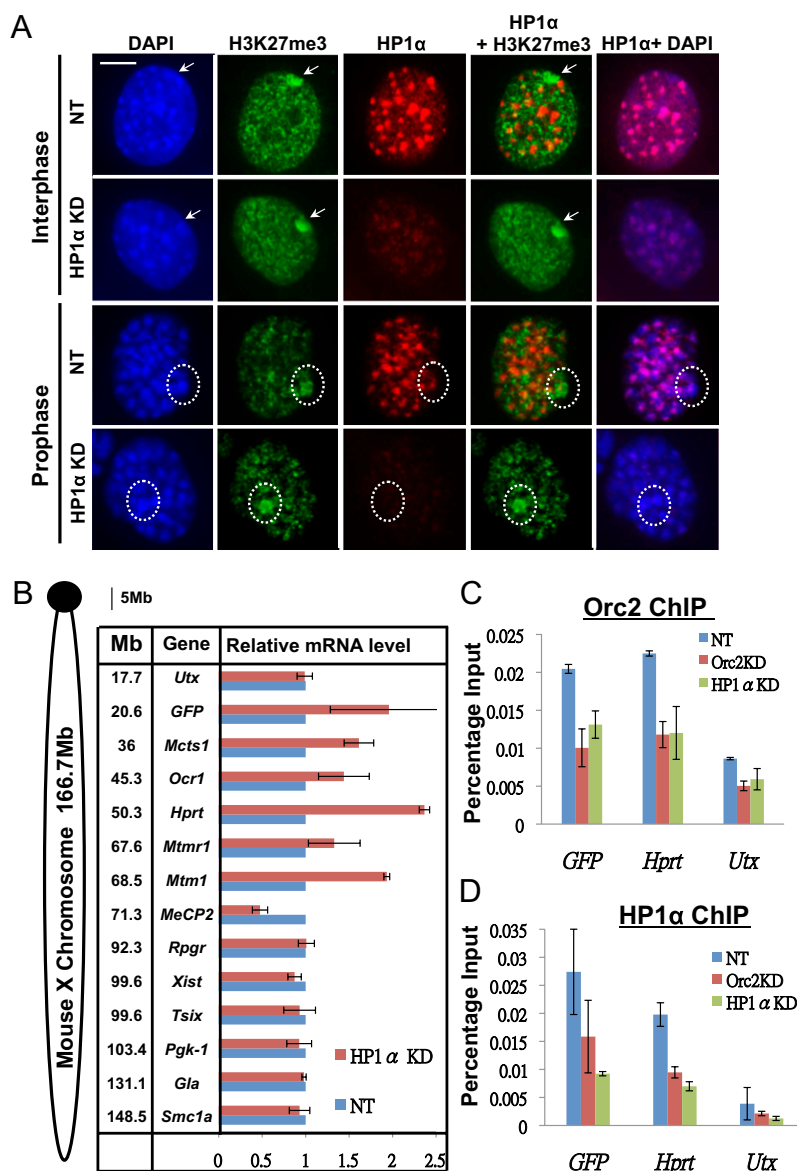 A
DAPI
H3K27me3
HP1α
HP1α
+ H3K27me3
HP1α+ DAPI
Interphase
NT
HP1α KD
Prophase
NT
HP1α KD
B
5Mb
Mouse X Chromosome 166.7Mb
Mb Gene Relative mRNA level
17.7 Utx
20.6 GFP
36 Mcts1
45.3 Ocr1
50.3 Hprt
67.6 Mtmr1
68.5 Mtm1
71.3 MeCP2
92.3 Rpgr
99.6 Xist
99.6 Tsix
103.4 Pgk-1
131.1 Gla
148.5 Smc1a
HP1α KD
NT
0 0.5 1 1.5 2 2.5
C
Orc2 ChIP
Percentage Input
0.025
0.02
0.015
0.01
0.005
0
NT
Orc2KD
HP1α KD
GFP Hprt Utx
D
HP1α ChIP
Percentage Input
0.035
0.03
0.025
0.02
0.015
0.01
0.005
0
NT
Orc2KD
HP1α KD
GFP Hprt Utx